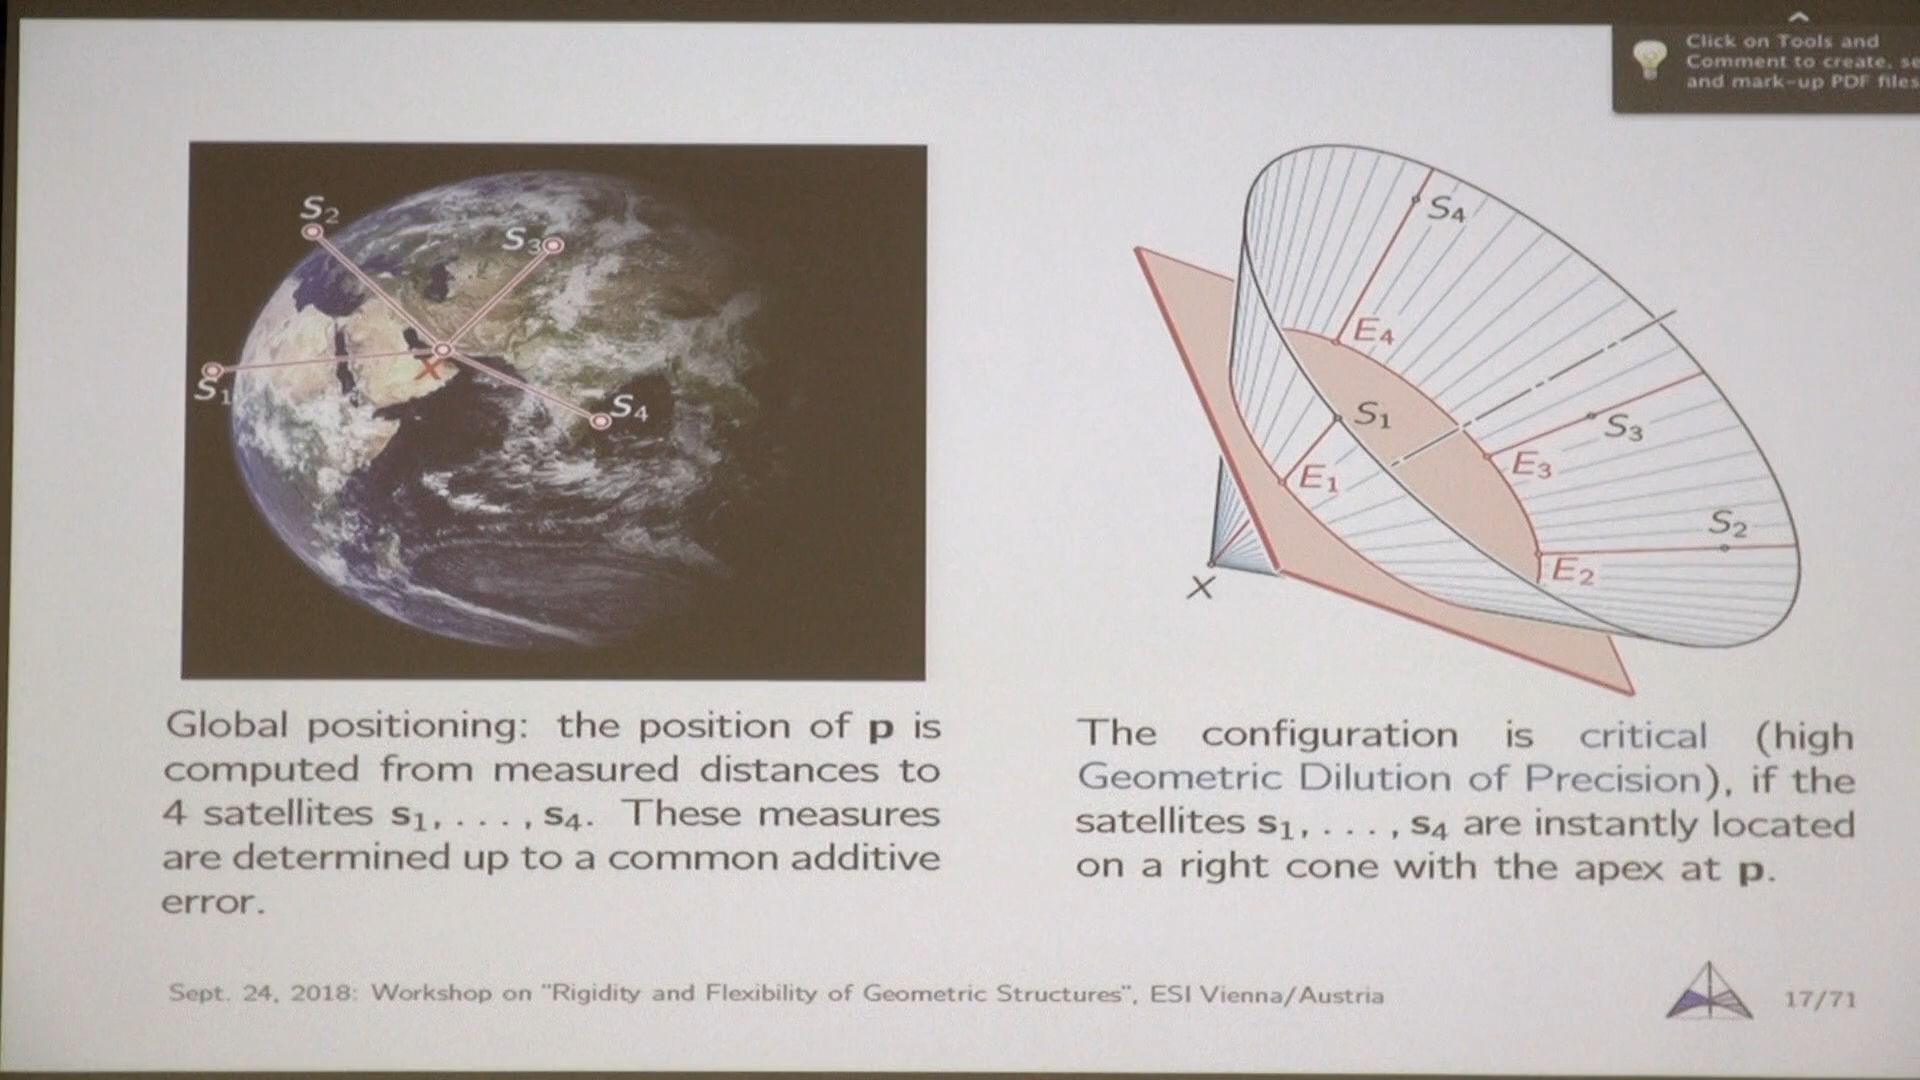 Click on Tools and
Comment to create, se
and mark-up PDF files
S2
S3
S1
X
S4
S4
E4
S1
S3
E3
E1
S2
E2
X
Global positioning: the position of p is
computed from measured distances to
4 satellites s1, . . . , s4. These measures
are determined up to a common additive
error.
The configuration is critical (high
Geometric Dilution of Precision), if the
satellites s1, . . . , s4 are instantly located
on a right cone with the apex at p.
Sept. 24, 2018: Workshop on "Rigidity and Flexibility of Geometric Structures", ESI Vienna/Austria
17/71